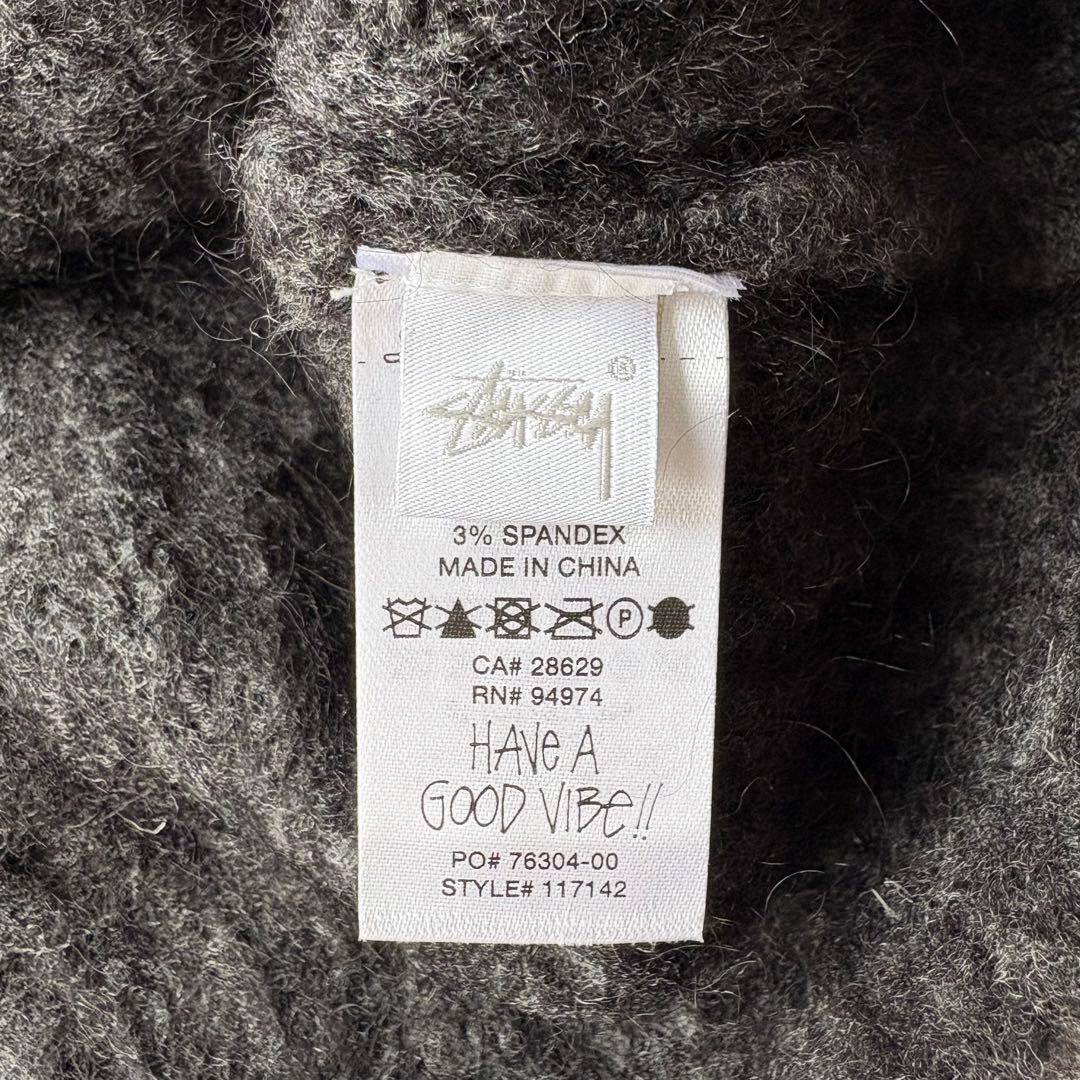 Stüssy ®
3% SPANDEX
MADE IN CHINA
P
CA# 28629
RN# 94974
HAVE A
GOOD VIBE!!
PO# 76304-00
STYLE# 117142